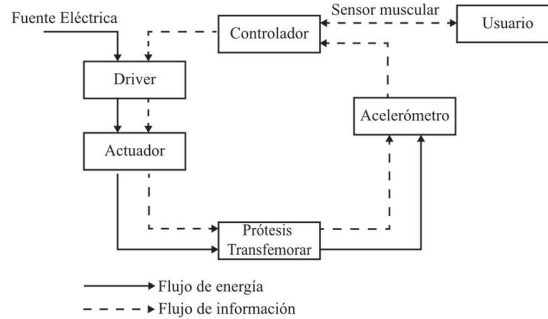 Fuente Eléctrica
Sensor muscular
Controlador
Usuario
Driver
Acelerómetro
Actuador
Prótesis
Transfemorar
Flujo de energía
Flujo de información